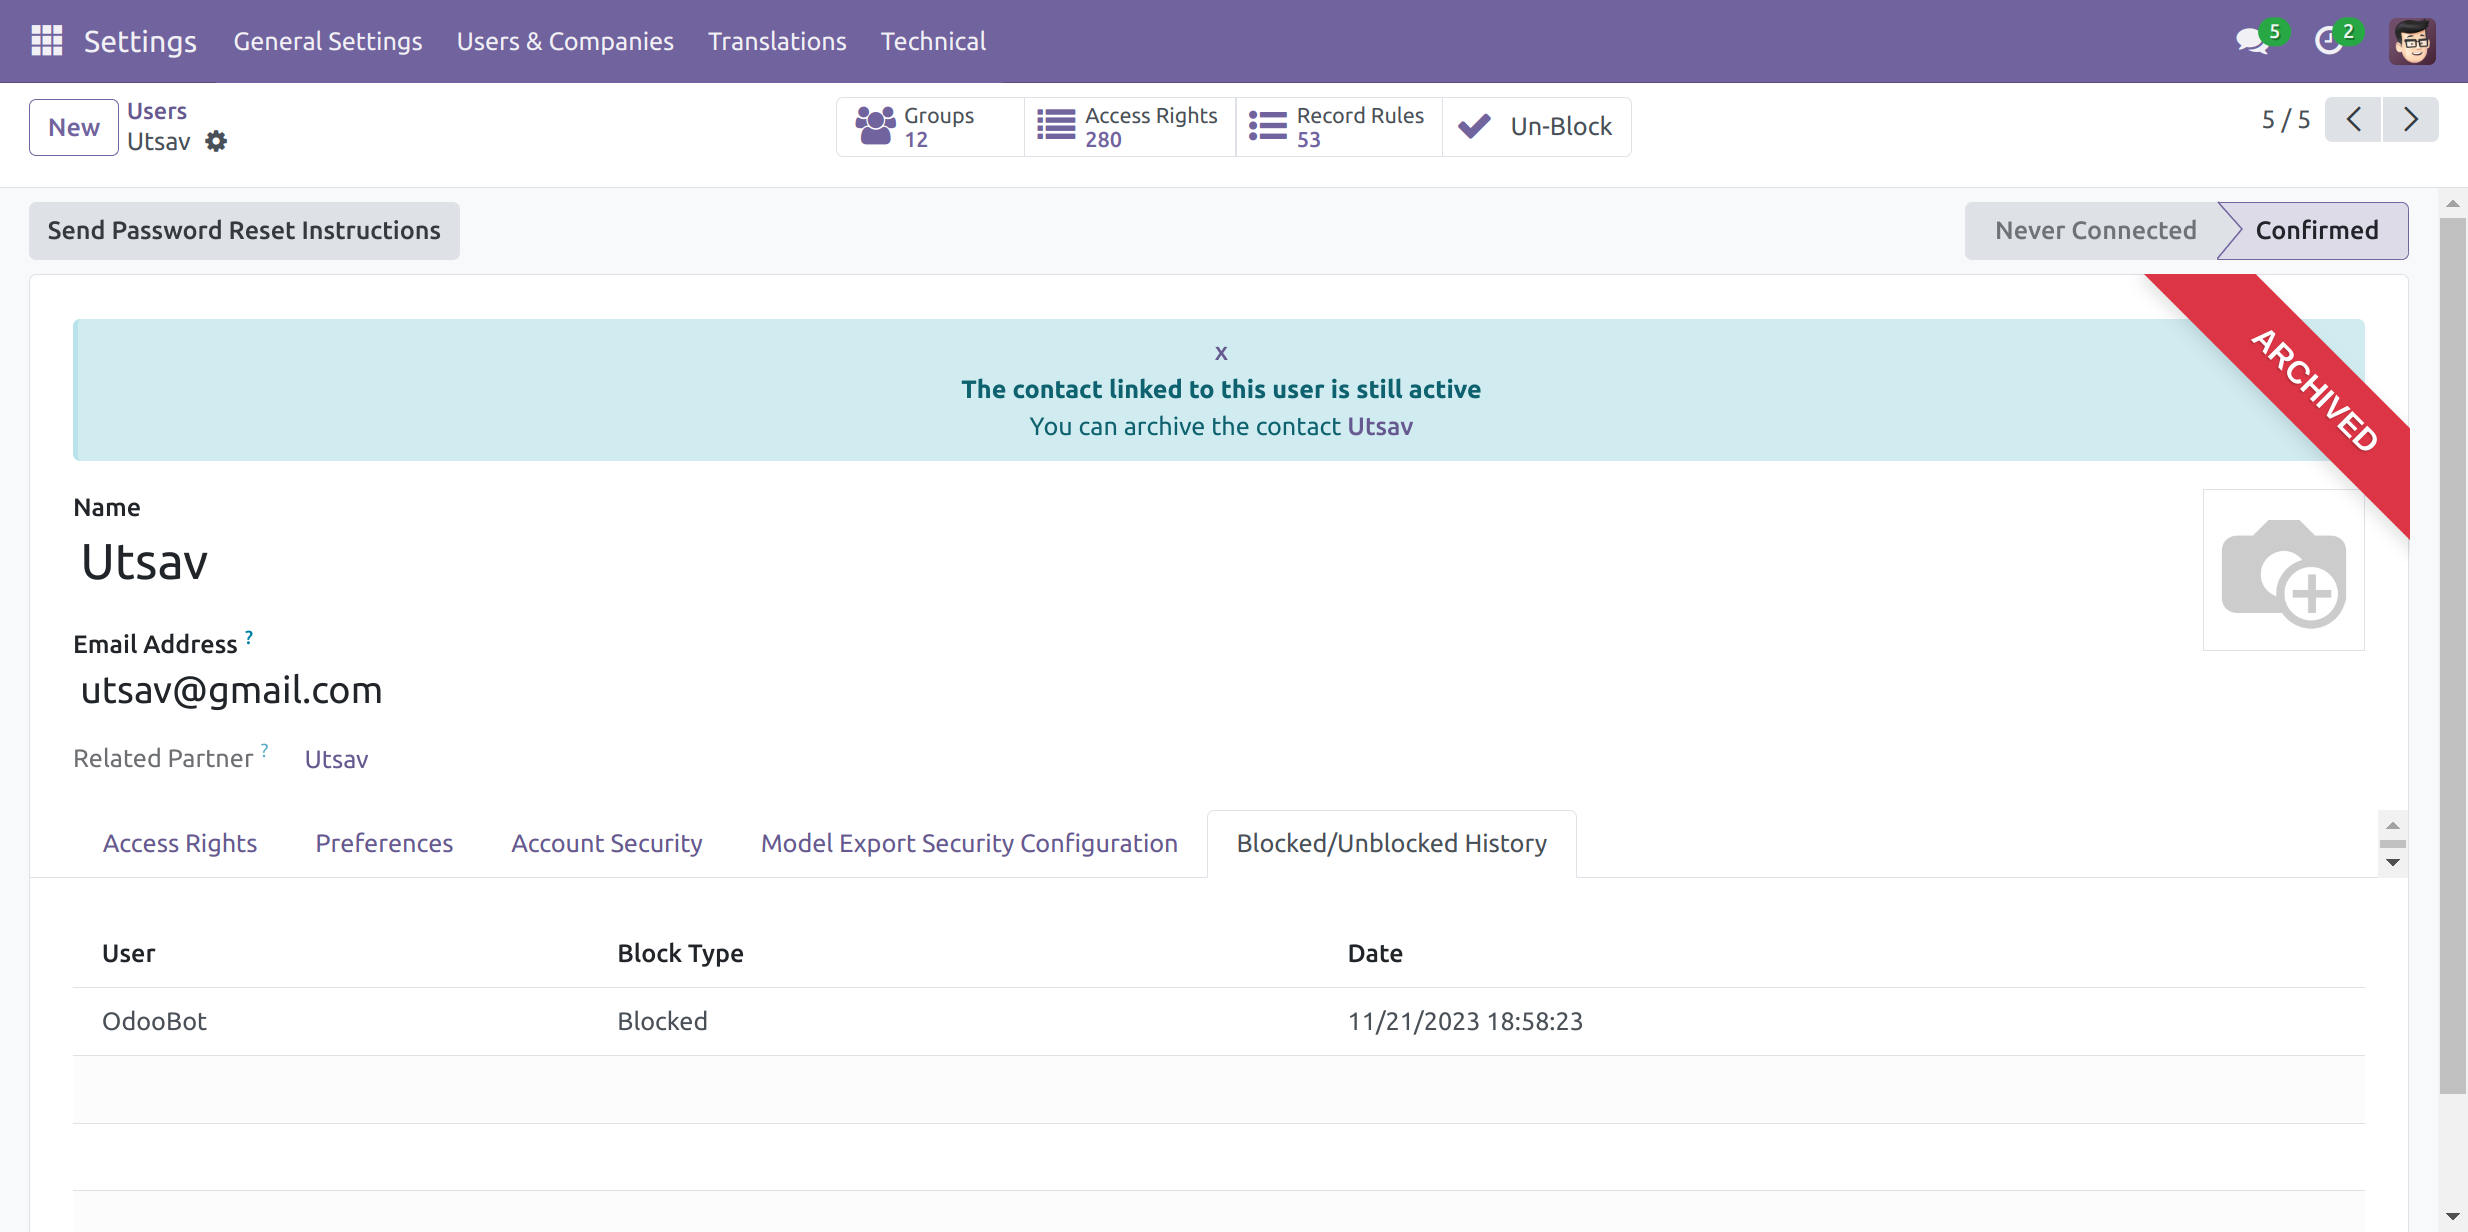 Settings General Settings Users & Companies Translations Technical 5 2
New Users
Utsav
Groups
12
Access Rights
280
Record Rules
53
Un-Block
5 / 5
Send Password Reset Instructions
Never Connected Confirmed
ARCHIVED
x
The contact linked to this user is still active
You can archive the contact Utsav
Name
Utsav
Email Address ?
utsav@gmail.com
Related Partner ? Utsav
Access Rights Preferences Account Security Model Export Security Configuration Blocked/Unblocked History
User Block Type Date
OdooBot Blocked 11/21/2023 18:58:23